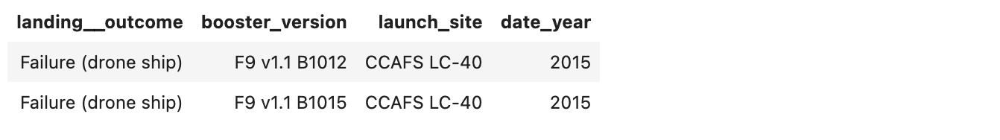 landing__outcome booster_version launch_site date_year
Failure (drone ship) F9 v1.1 B1012 CCAFS LC-40 2015
Failure (drone ship) F9 v1.1 B1015 CCAFS LC-40 2015